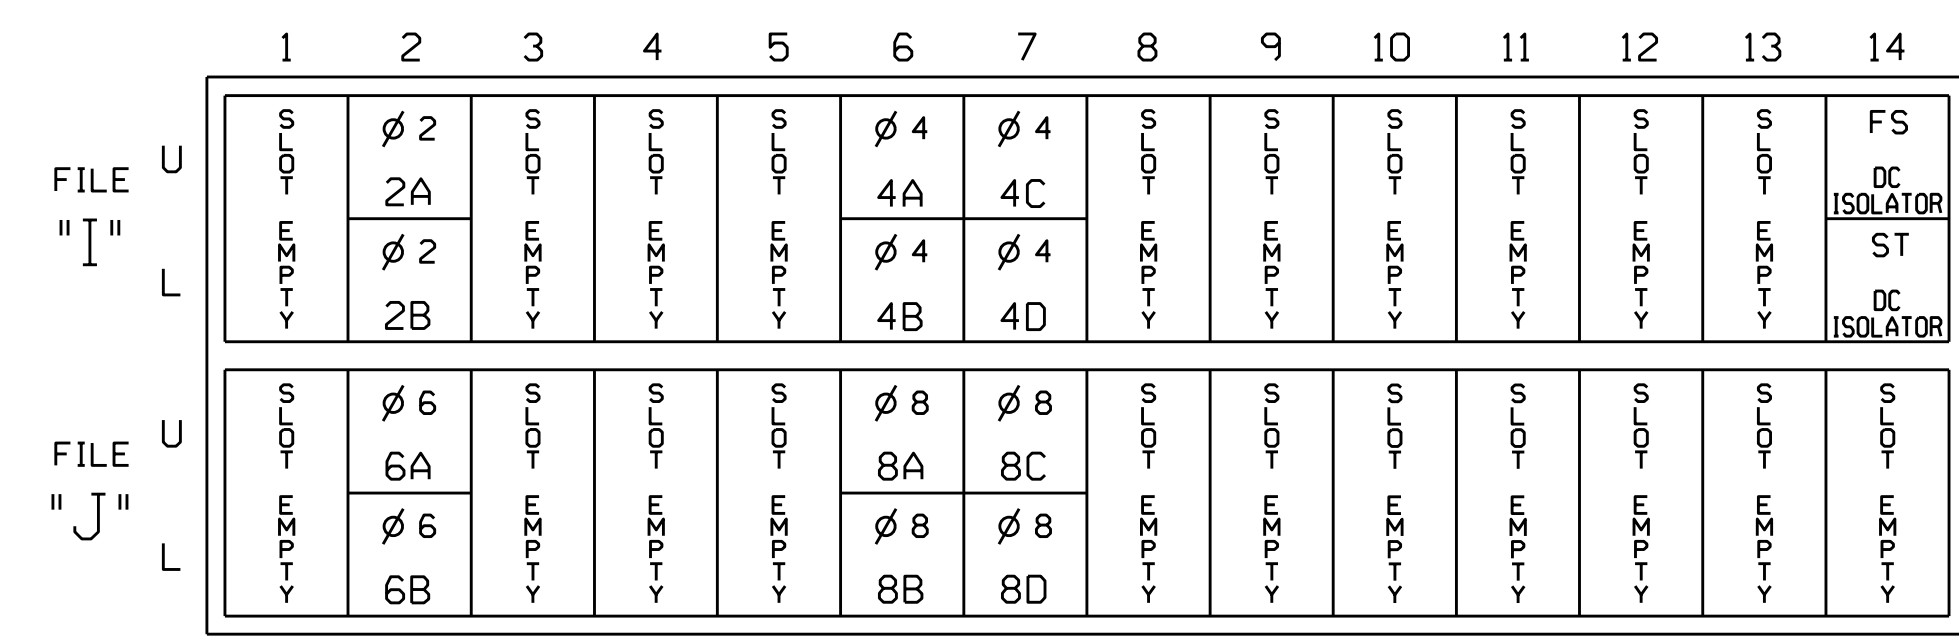 1 2 3 4 5 6 7 8 9 10 11 12 13 14
FILE "I"
U
L
SLOT EMPTY
Ø 2
2A
Ø 2
2B
SLOT EMPTY
SLOT EMPTY
SLOT EMPTY
Ø 4
4A
Ø 4
4B
Ø 4
4C
Ø 4
4D
SLOT EMPTY
SLOT EMPTY
SLOT EMPTY
SLOT EMPTY
SLOT EMPTY
SLOT EMPTY
FS
DC
ISOLATOR
ST
DC
ISOLATOR
FILE "J"
U
L
SLOT EMPTY
Ø 6
6A
Ø 6
6B
SLOT EMPTY
SLOT EMPTY
SLOT EMPTY
Ø 8
8A
Ø 8
8B
Ø 8
8C
Ø 8
8D
SLOT EMPTY
SLOT EMPTY
SLOT EMPTY
SLOT EMPTY
SLOT EMPTY
SLOT EMPTY
SLOT EMPTY